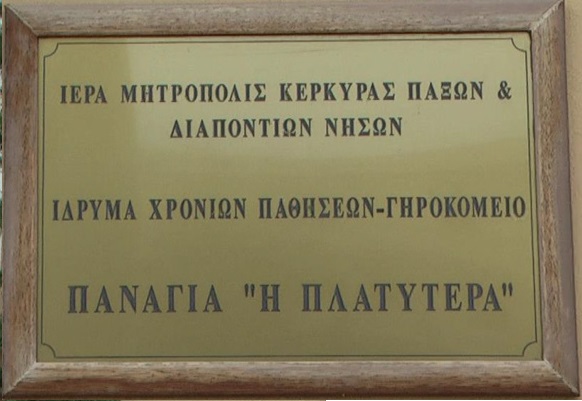 ΙΕΡΑ ΜΗΤΡΟΠΟΛΙΣ ΚΕΡΚΥΡΑΣ ΠΑΞΩΝ &
ΔΙΑΠΟΝΤΙΩΝ ΝΗΣΩΝ
ΙΔΡΥΜΑ ΧΡΟΝΙΩΝ ΠΑΘΗΣΕΩΝ-ΓΗΡΟΚΟΜΕΙΟ
ΠΑΝΑΓΙΑ "Η ΠΛΑΤΥΤΕΡΑ"